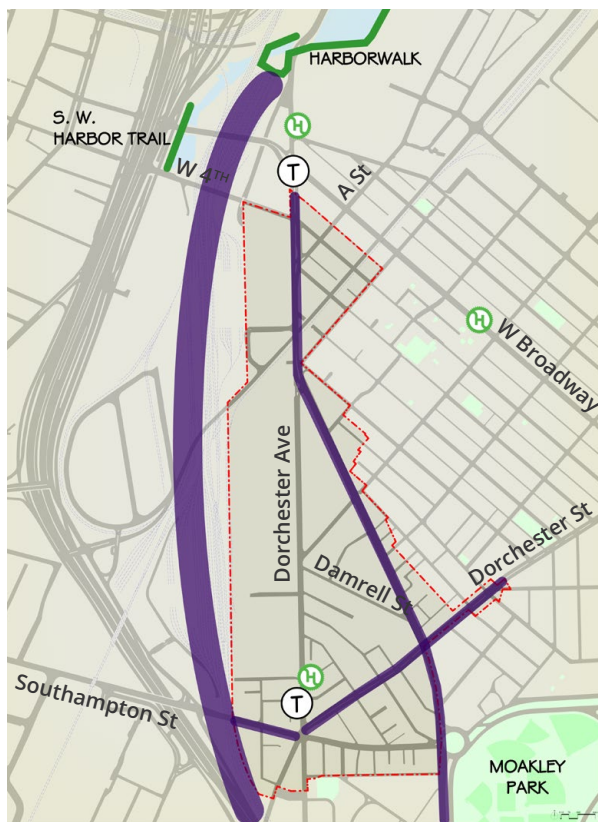 HARBORWALK
S. W.
HARBOR TRAIL
H
T
W 4TH
A St
H
W Broadway
Dorchester Ave
Dorchester St
Damrell St
H
T
Southampton St
MOAKLEY
PARK